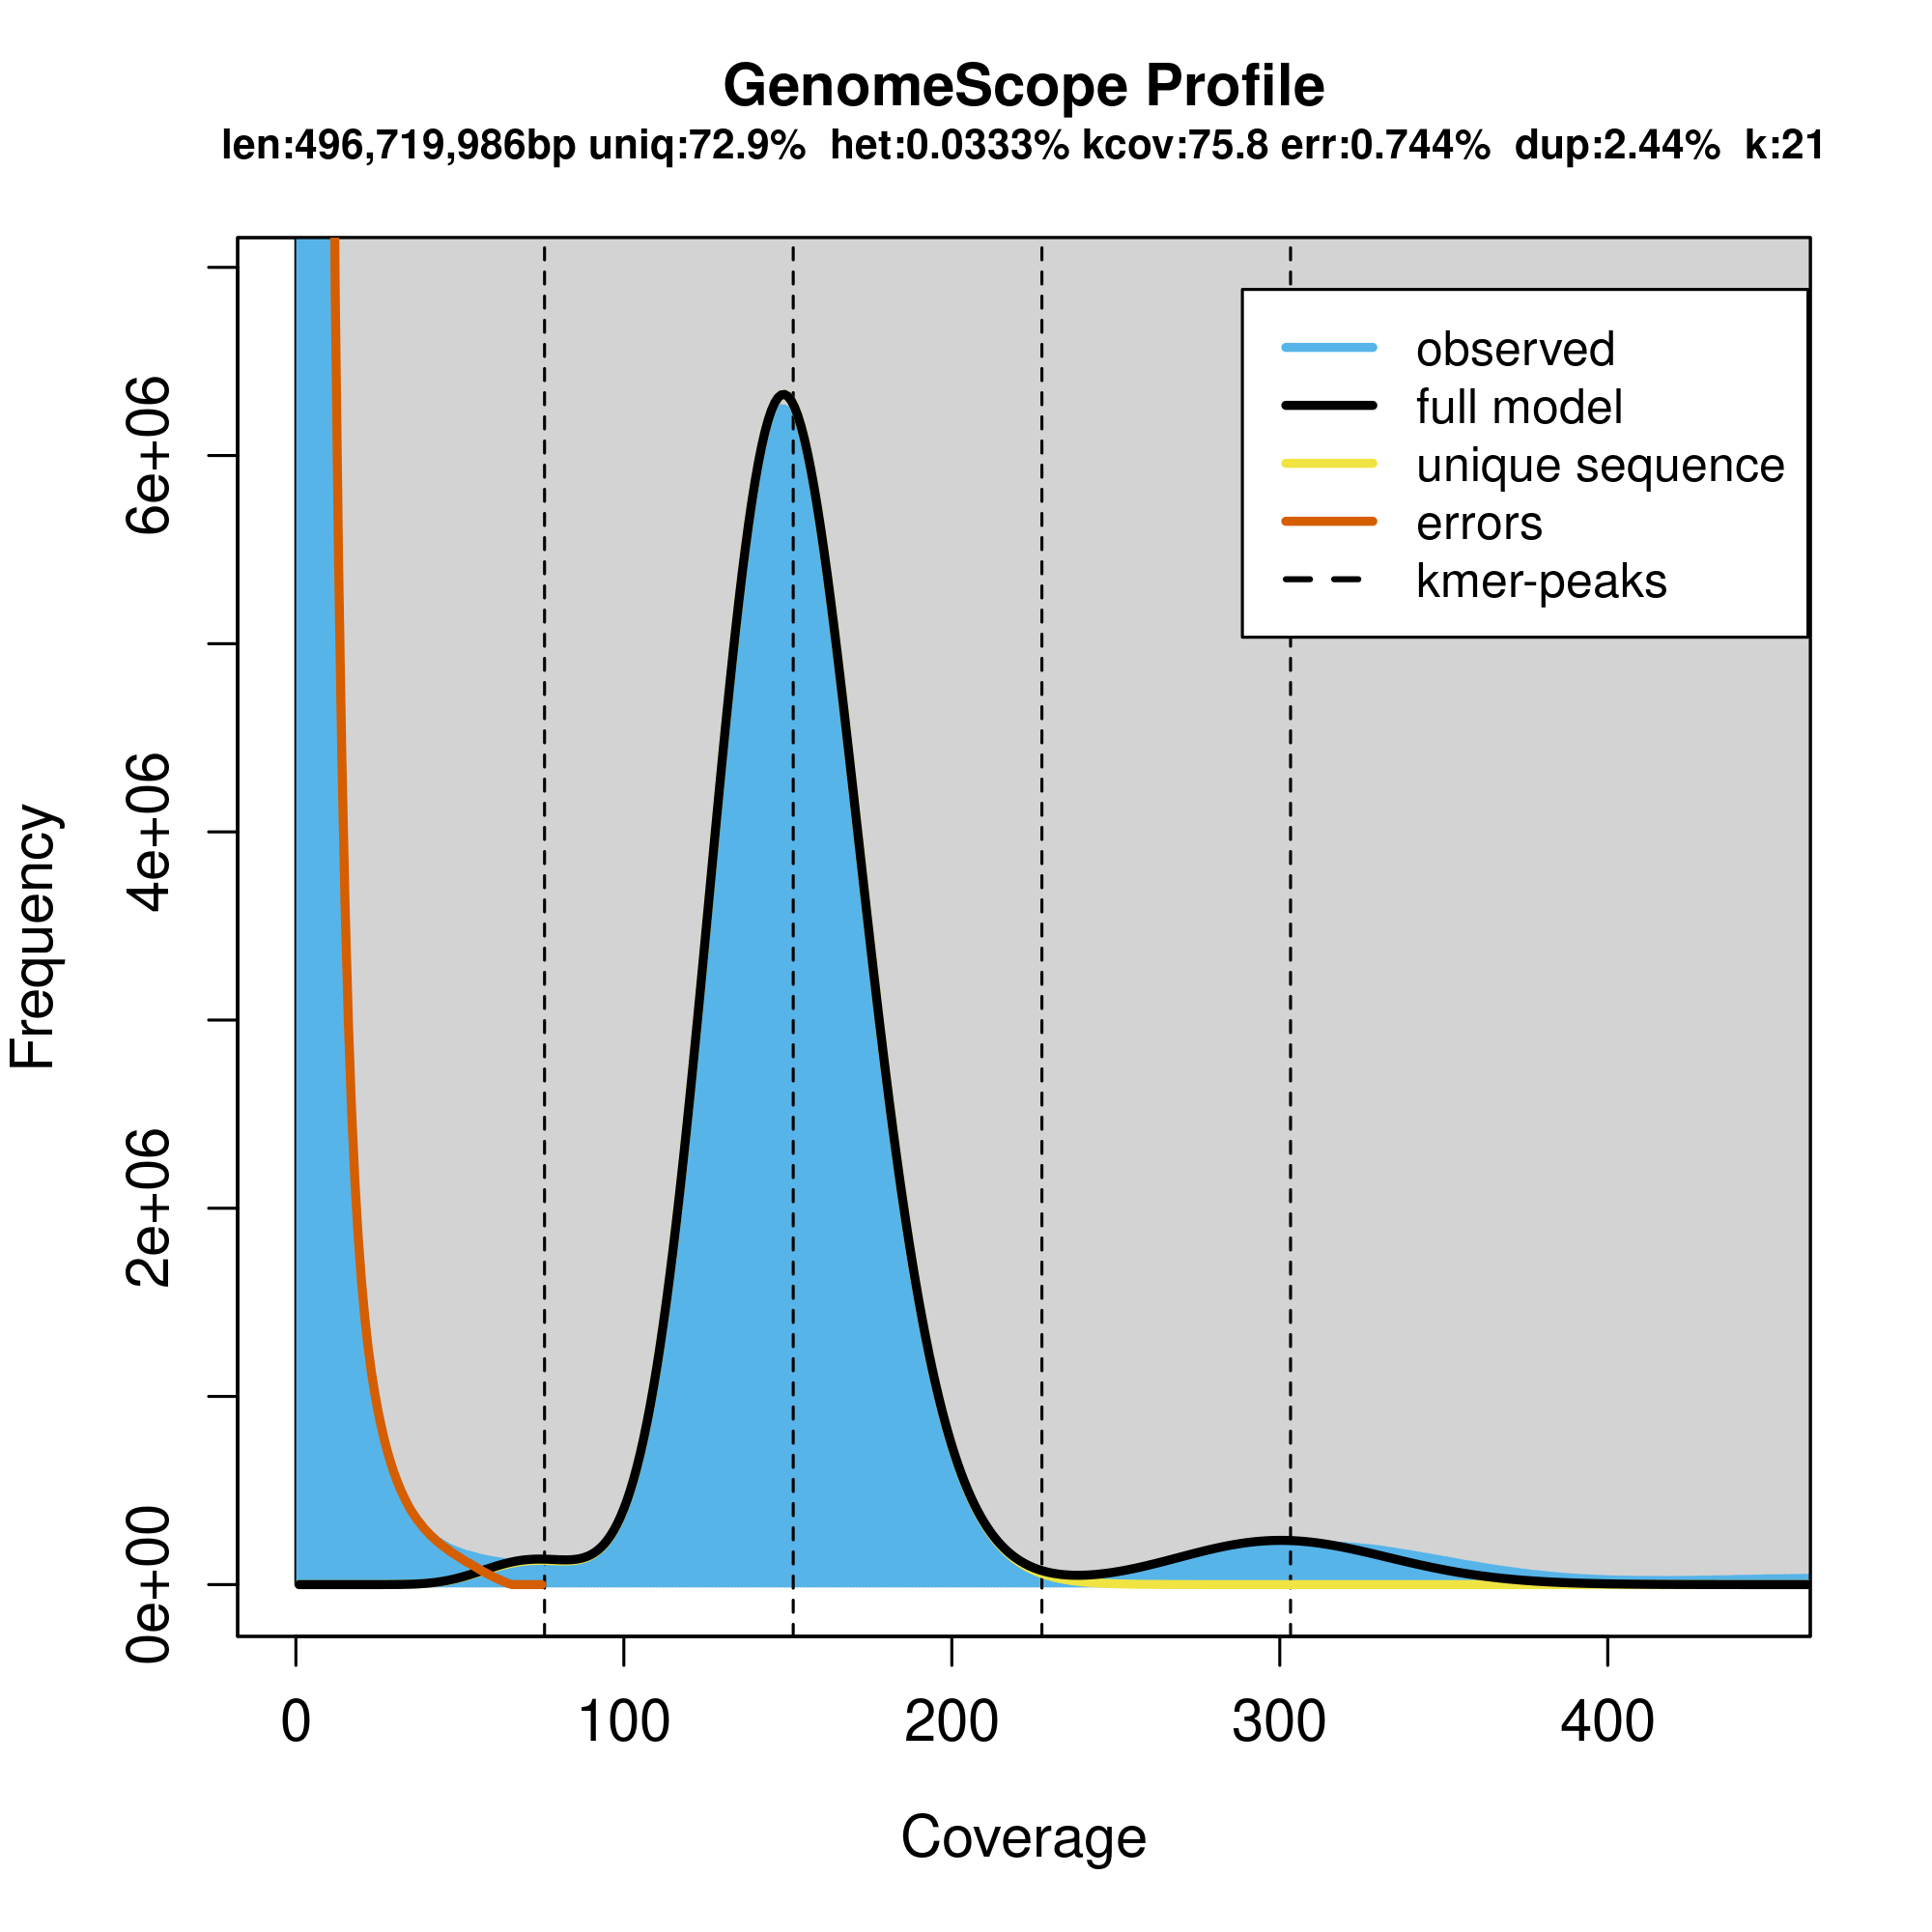 GenomeScope Profile
len:496,719,986bp uniq:72.9% het:0.0333% kcov:75.8 err:0.744% dup:2.44% k:21
observed
full model
unique sequence
errors
kmer-peaks
Frequency
6e+06
4e+06
2e+06
0e+00
0 100 200 300 400
Coverage